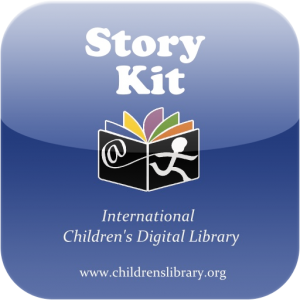 Story
Kit
@
International
Children's Digital Library
www.childrenslibrary.org